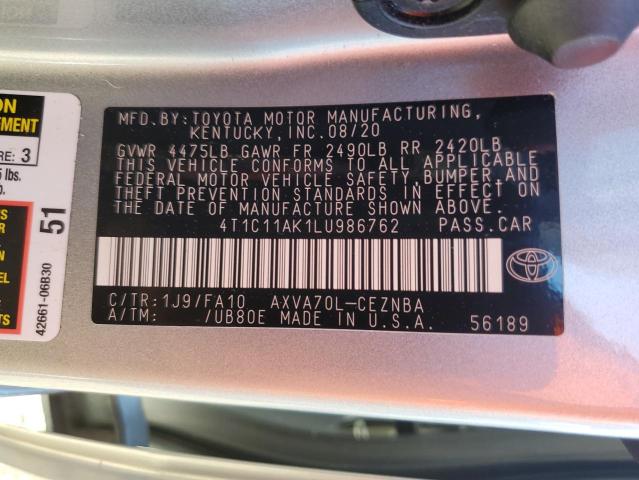 MFD.BY:TOYOTA MOTOR MANUFACTURING,
KENTUCKY,INC.08/20
GVWR 4475LB GAWR FR 2490LB RR 2420LB
THIS VEHICLE CONFORMS TO ALL APPLICABLE
FEDERAL MOTOR VEHICLE SAFETY, BUMPER AND
THEFT PREVENTION STANDARDS IN EFFECT ON
THE DATE OF MANUFACTURE SHOWN ABOVE.
4T1C11AK1LU986762 PASS.CAR
C/TR:1J9/FA10 AXVA70L-CEZNBA
A/TM: /UB80E MADE IN U.S.A. 56189
ON
TMENT
RE: 3
lbs.
51
42661-06B30